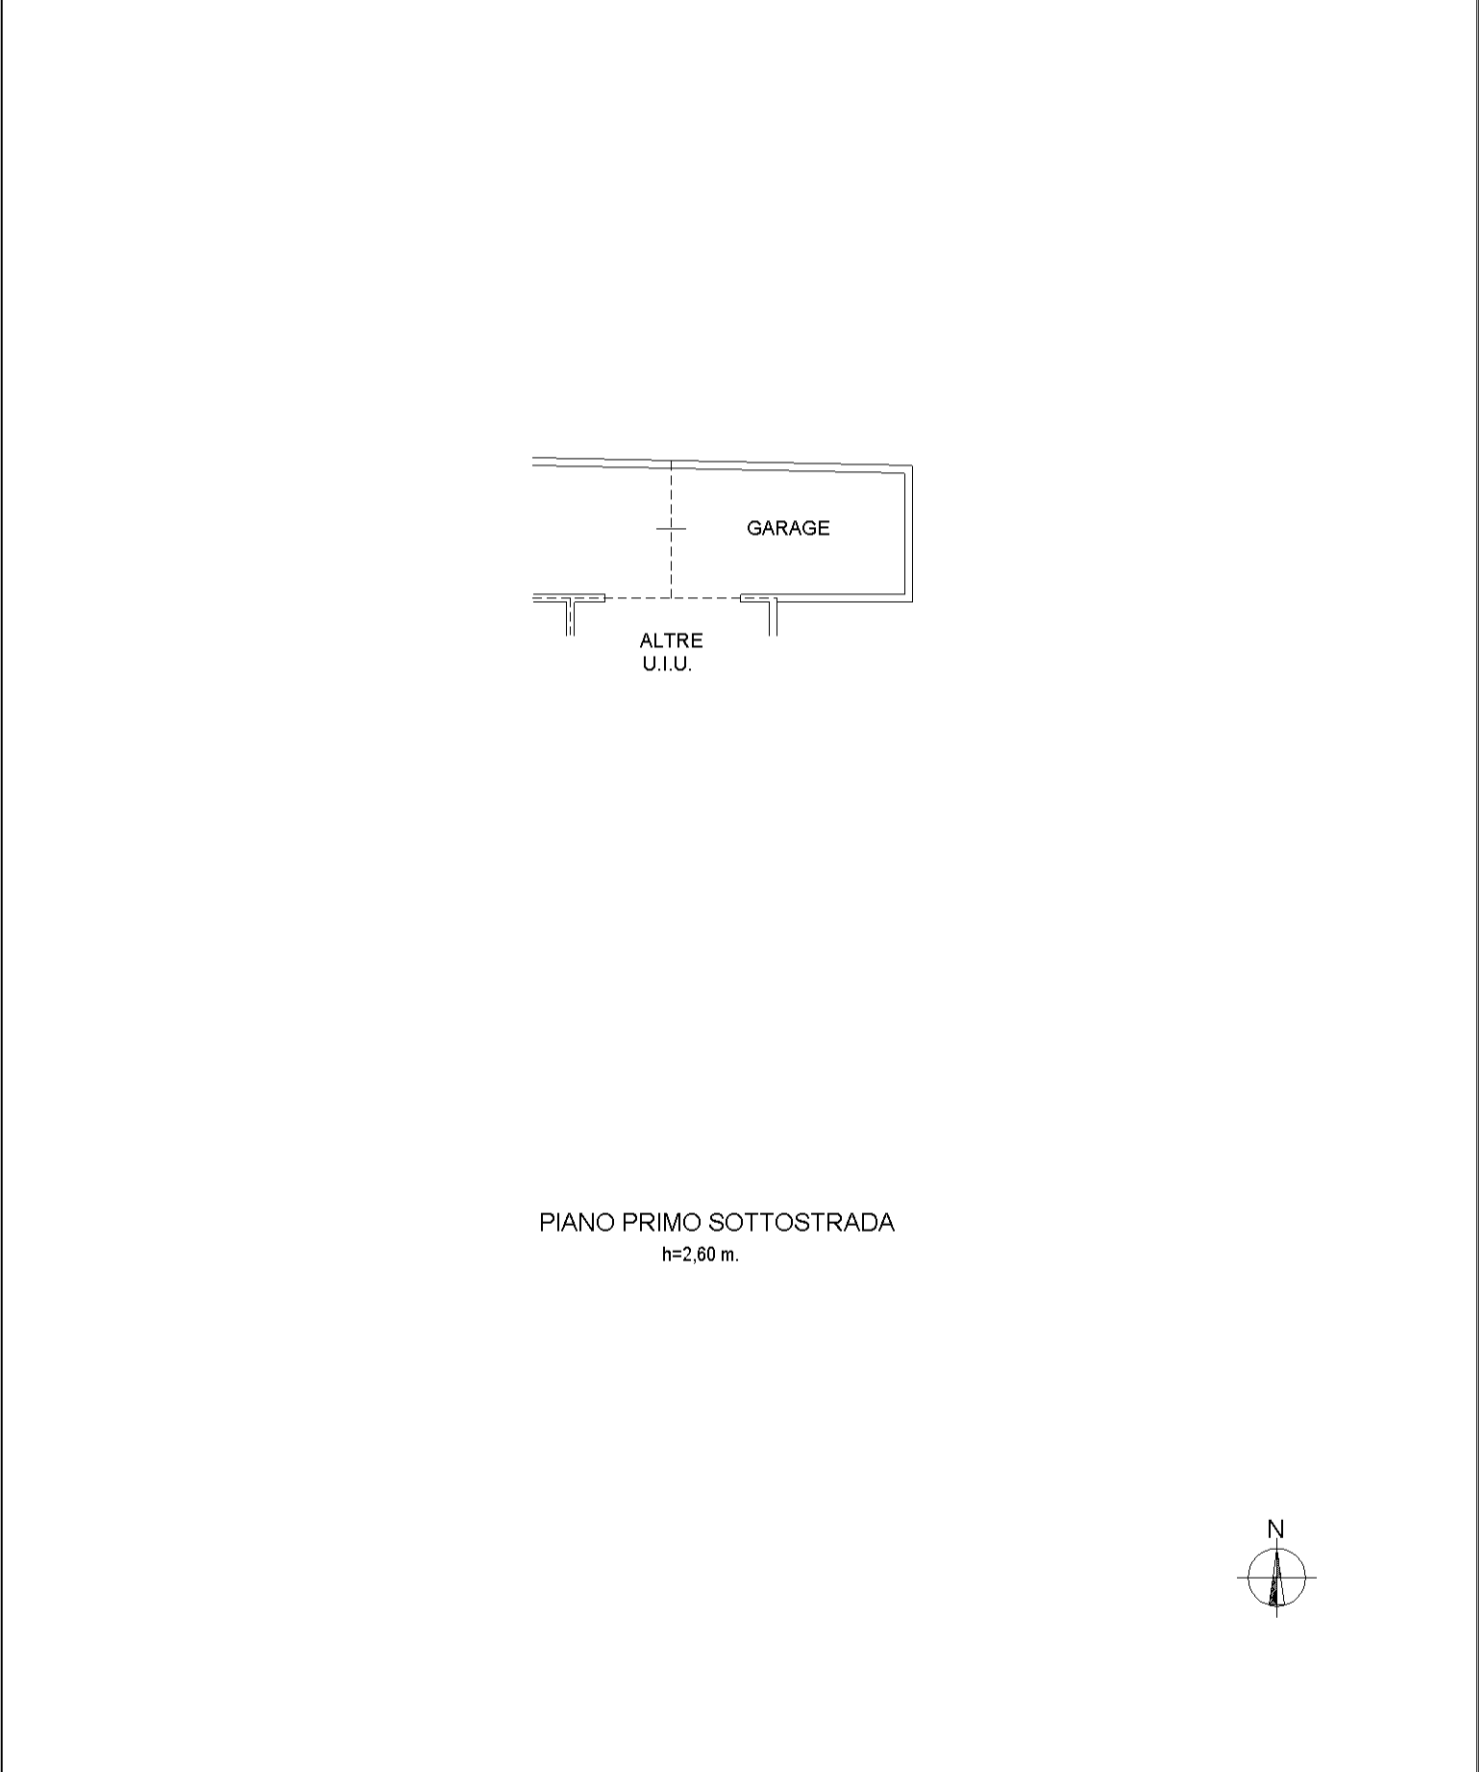 GARAGE
ALTRE
U.I.U.
PIANO PRIMO SOTTOSTRADA
h=2,60 m.
N